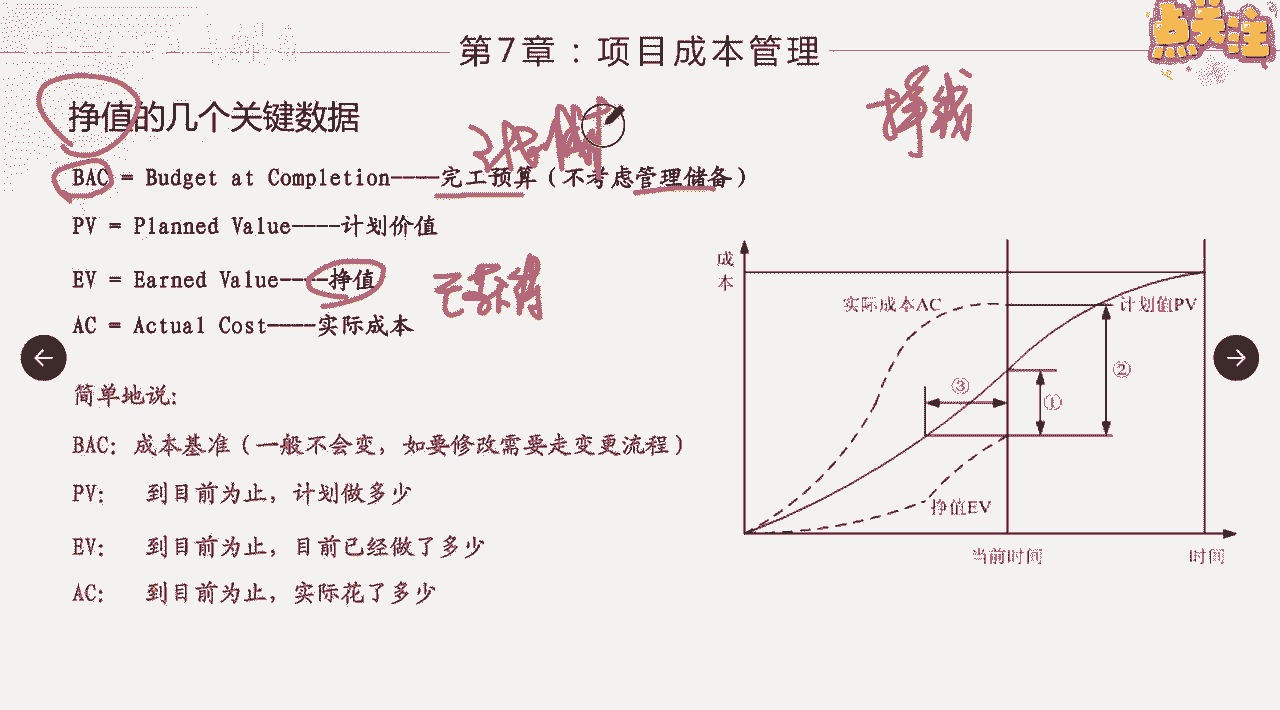 点关注
第7章：项目成本管理
挣值的几个关键数据
BAC = Budget at Completion----完工预算（不考虑管理储备）
PV = Planned Value----计划价值
EV = Earned Value----挣值
AC = Actual Cost----实际成本
简单地说：
BAC：成本基准（一般不会变，如要修改需要走变更流程）
PV： 到目前为止，计划做多少
EV： 到目前为止，目前已经做了多少
AC： 到目前为止，实际花了多少
成本
实际成本AC
计划值PV
②
③
①
挣值EV
当前时间
时间